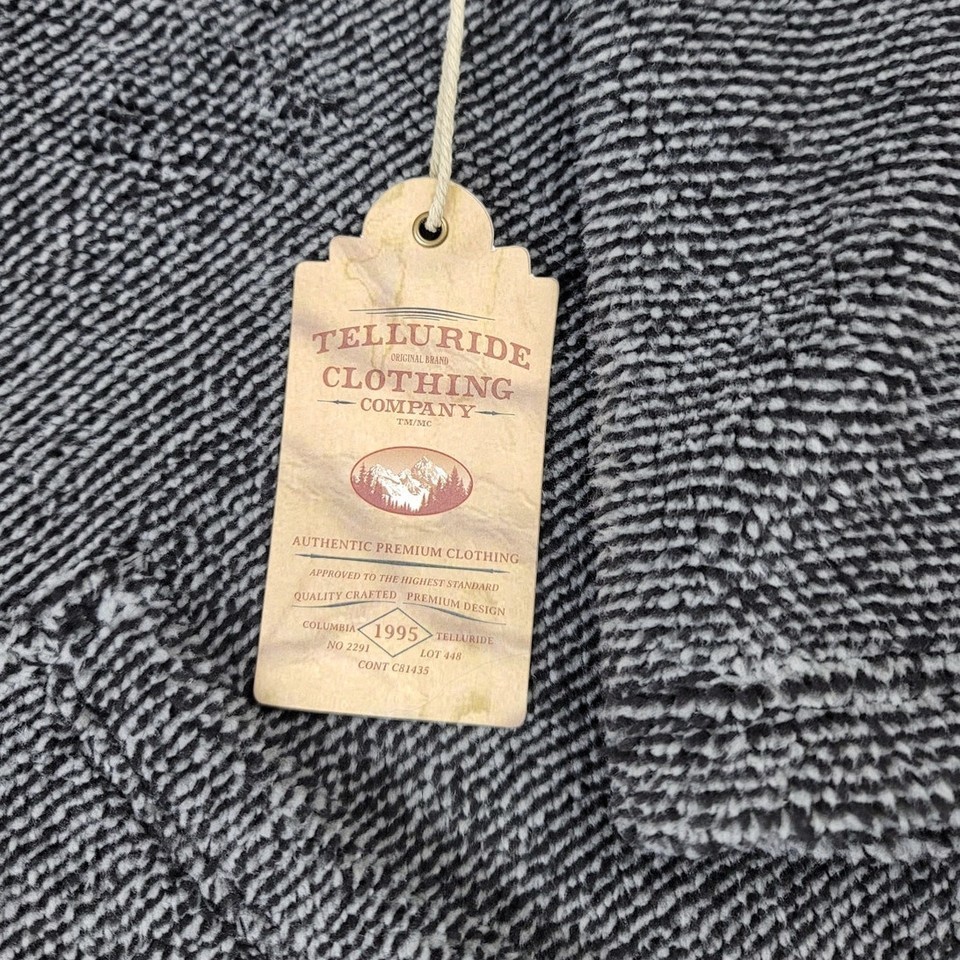 TELLURIDE
ORIGINAL BRAND
CLOTHING
COMPANY
TM/MC
AUTHENTIC PREMIUM CLOTHING
APPROVED TO THE HIGHEST STANDARD
QUALITY CRAFTED PREMIUM DESIGN
COLUMBIA 1995 TELLURIDE
NO 2291 LOT 448
CONT C81435